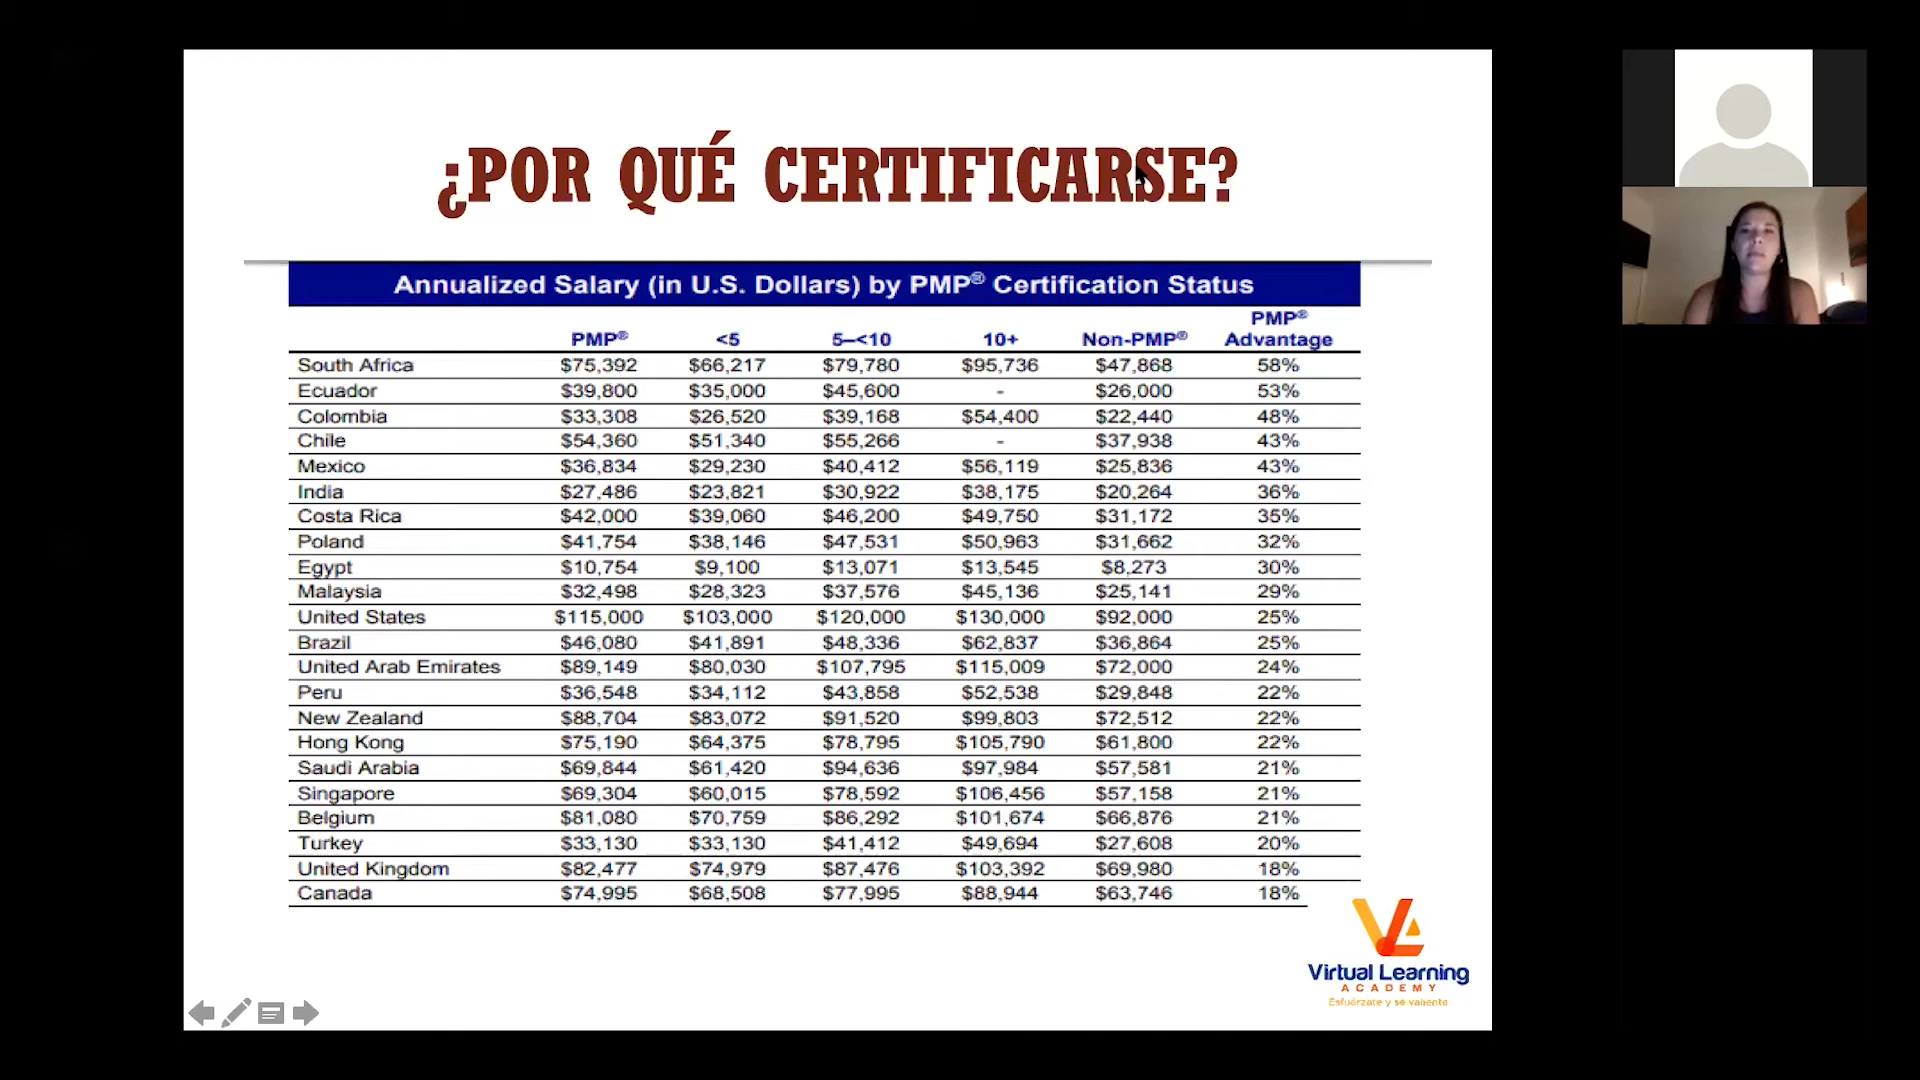 ¿POR QUÉ CERTIFICARSE?
Annualized Salary (in U.S. Dollars) by PMP® Certification Status
PMP® <5 5–<10 10+ Non-PMP® PMP® Advantage
South Africa $75,392 $66,217 $79,780 $95,736 $47,868 58%
Ecuador $39,800 $35,000 $45,600 - $26,000 53%
Colombia $33,308 $26,520 $39,168 $54,400 $22,440 48%
Chile $54,360 $51,340 $55,266 - $37,938 43%
Mexico $36,834 $29,230 $40,412 $56,119 $25,836 43%
India $27,486 $23,821 $30,922 $38,175 $20,264 36%
Costa Rica $42,000 $39,060 $46,200 $49,750 $31,172 35%
Poland $41,754 $38,146 $47,531 $50,963 $31,662 32%
Egypt $10,754 $9,100 $13,071 $13,545 $8,273 30%
Malaysia $32,498 $28,323 $37,576 $45,136 $25,141 29%
United States $115,000 $103,000 $120,000 $130,000 $92,000 25%
Brazil $46,080 $41,891 $48,336 $62,837 $36,864 25%
United Arab Emirates $89,149 $80,030 $107,795 $115,009 $72,000 24%
Peru $36,548 $34,112 $43,858 $52,538 $29,848 22%
New Zealand $88,704 $83,072 $91,520 $99,803 $72,512 22%
Hong Kong $75,190 $64,375 $78,795 $105,790 $61,800 22%
Saudi Arabia $69,844 $61,420 $94,636 $97,984 $57,581 21%
Singapore $69,304 $60,015 $78,592 $106,456 $57,158 21%
Belgium $81,080 $70,759 $86,292 $101,674 $66,876 21%
Turkey $33,130 $33,130 $41,412 $49,694 $27,608 20%
United Kingdom $82,477 $74,979 $87,476 $103,392 $69,980 18%
Canada $74,995 $68,508 $77,995 $88,944 $63,746 18%
Virtual Learning
ACADEMY
Esfuérzate y sé valiente